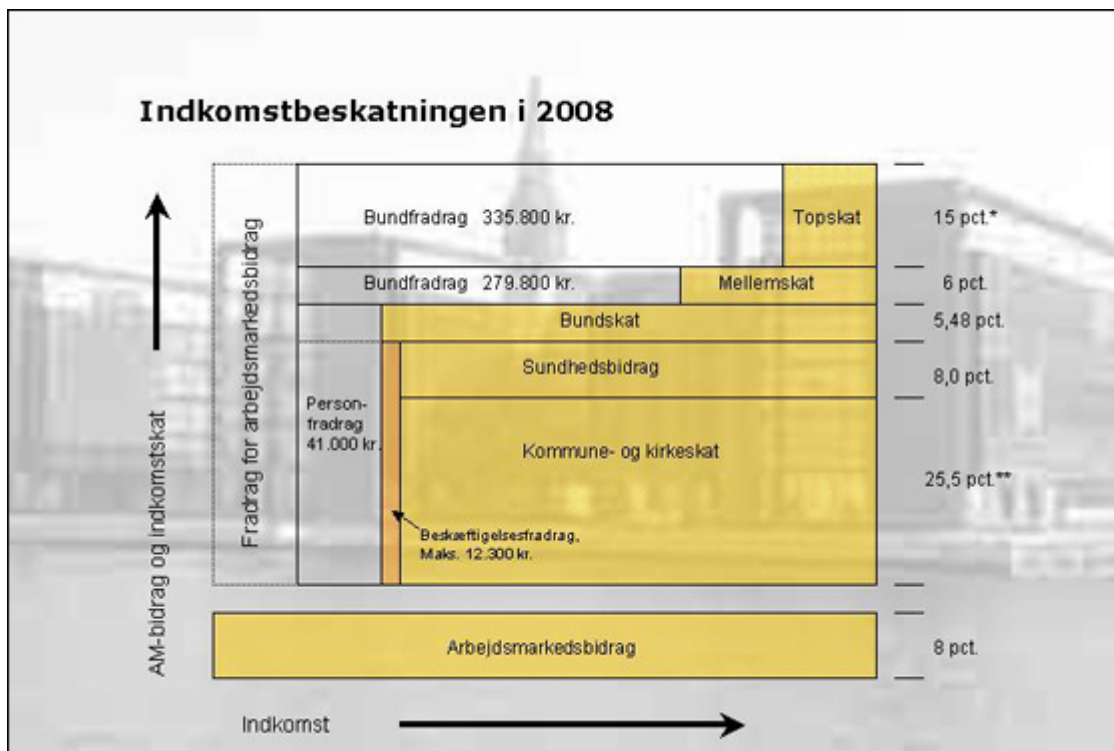 Indkomstbeskatningen i 2008
AM-bidrag og indkomstskat
Fradrag for arbejdsmarkedsbidrag
Bundfradrag 335.800 kr.
Topskat
15 pct.*
Bundfradrag 279.800 kr.
Mellemskat
6 pct.
Bundskat
5,48 pct.
Sundhedsbidrag
8,0 pct.
Person-
fradrag
41.000 kr.
Kommune- og kirkeskat
25,5 pct.**
Beskæftigelsesfradrag,
Maks. 12.300 kr.
Arbejdsmarkedsbidrag
8 pct.
Indkomst